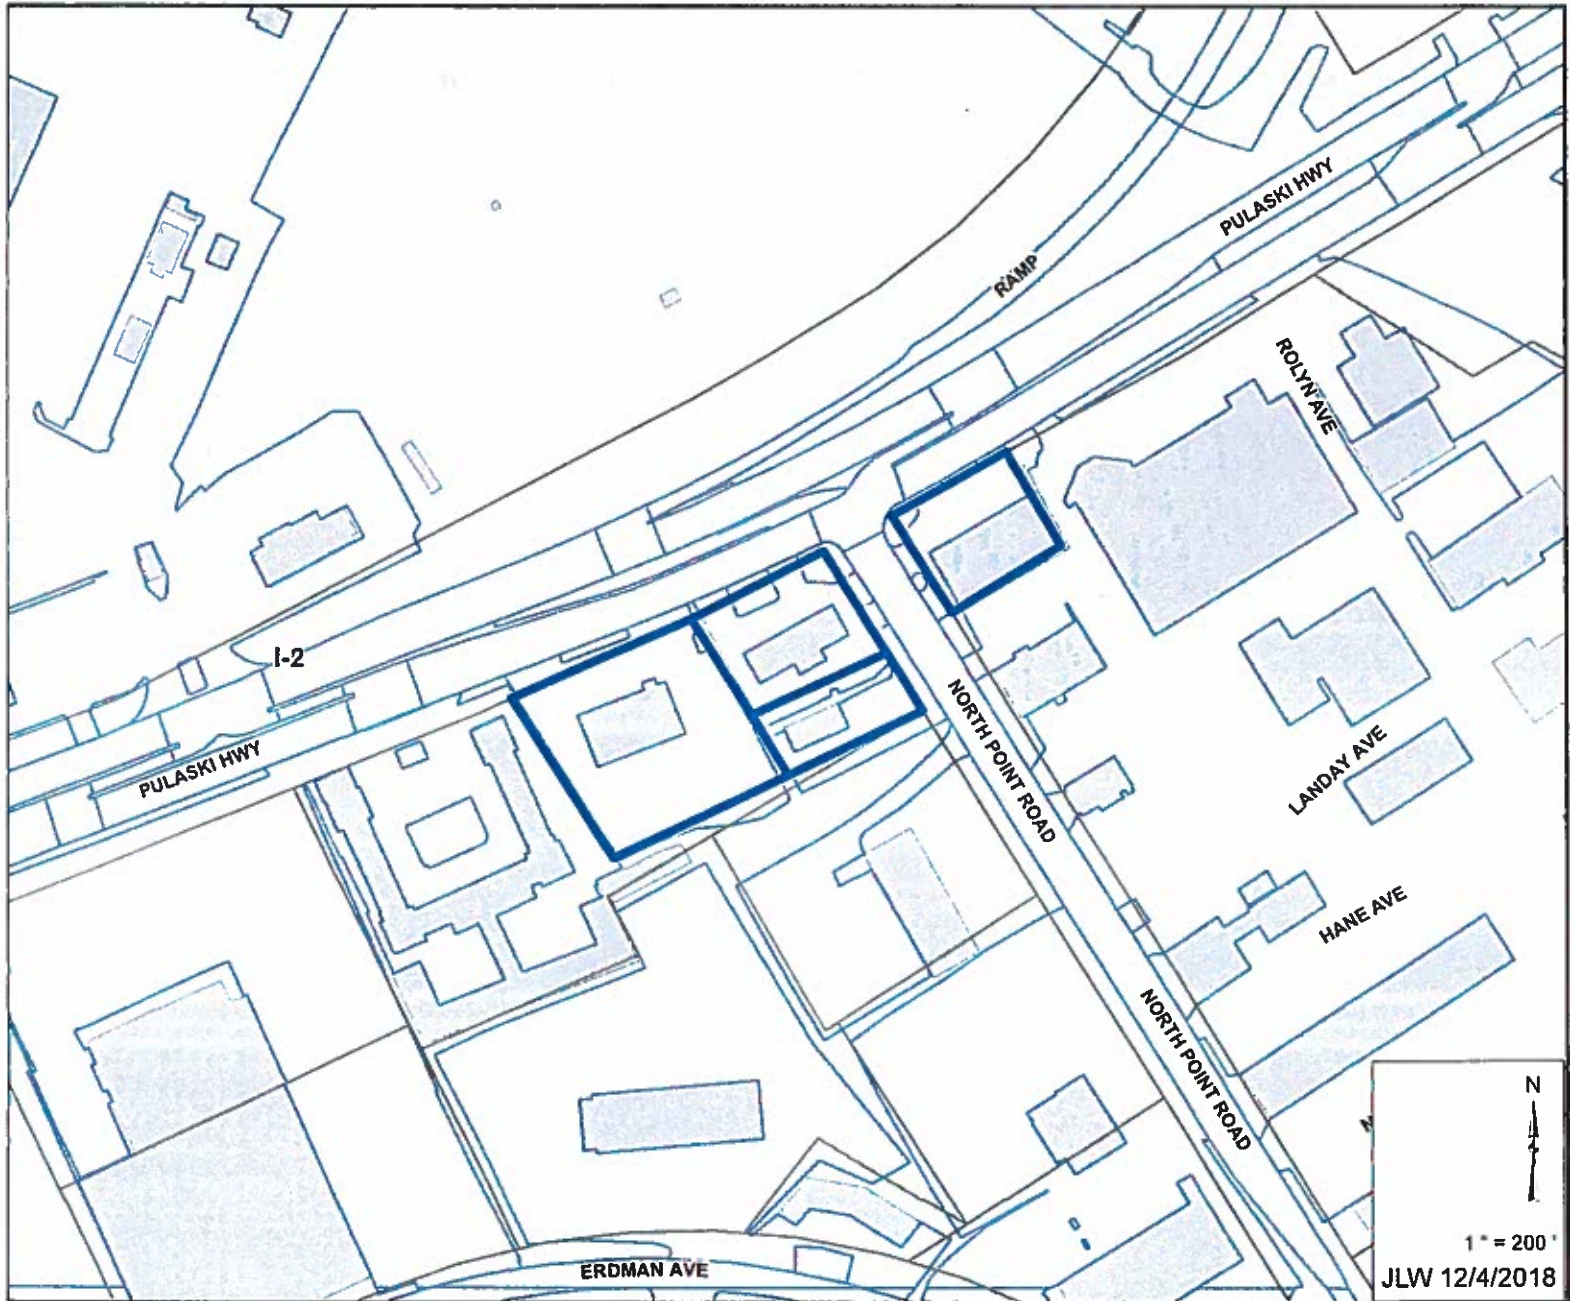 PULASKI HWY
RAMP
ROLYN AVE
I-2
PULASKI HWY
NORTH POINT ROAD
LANDAY AVE
HANE AVE
NORTH POINT ROAD
N
N
1 " = 200 '
JLW 12/4/2018
ERDMAN AVE